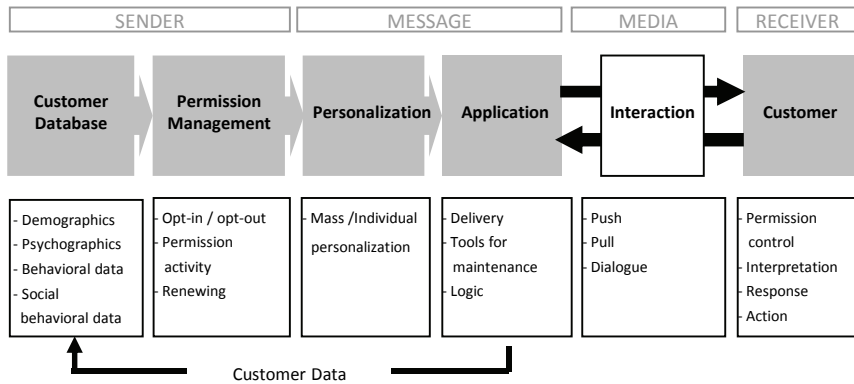 SENDER
MESSAGE
MEDIA
RECEIVER
Customer
Database
Permission
Management
Personalization
Application
Interaction
Customer
- Demographics
- Psychographics
- Behavioral data
- Social
behavioral data
- Opt-in / opt-out
- Permission
activity
- Renewing
- Mass /Individual
personalization
- Delivery
- Tools for
maintenance
- Logic
- Push
- Pull
- Dialogue
- Permission
control
- Interpretation
- Response
- Action
Customer Data